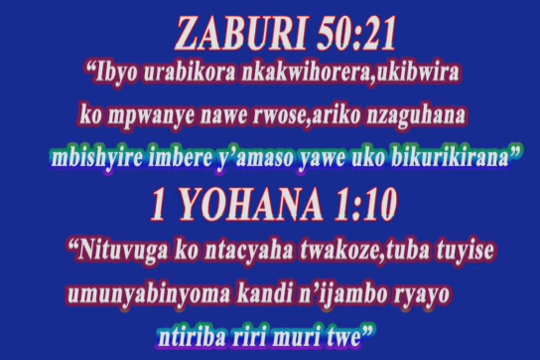 ZABURI 50:21
“Ibyo urabikora nkakwihorera,ukibwira
ko mpwanye nawe rwose,ariko nzaguhana
mbishyire imbere y’amaso yawe uko bikurikirana”
1 YOHANA 1:10
“Nituvuga ko ntacyaha twakoze,tuba tuyise
umunyabinyoma kandi n’ijambo ryayo
ntiriba riri muri twe”